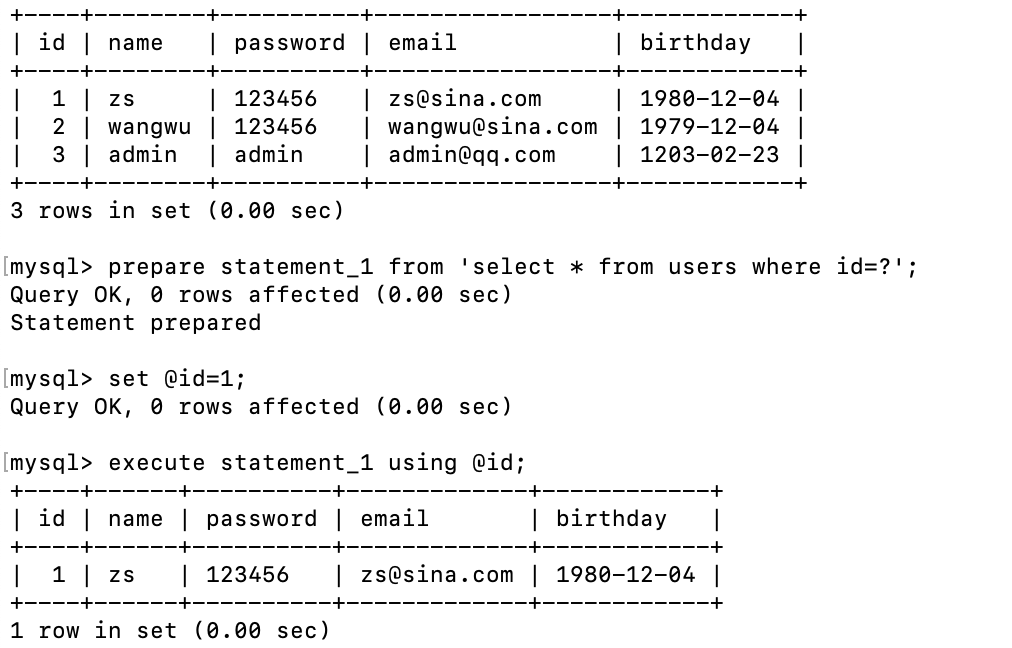 +----+--------+----------+------------------+-------------+
| id | name   | password | email            | birthday    |
+----+--------+----------+------------------+-------------+
|  1 | zs     | 123456   | zs@sina.com      | 1980-12-04 |
|  2 | wangwu | 123456   | wangwu@sina.com | 1979-12-04 |
|  3 | admin  | admin    | admin@qq.com     | 1203-02-23 |
+----+--------+----------+------------------+-------------+
3 rows in set (0.00 sec)

[mysql> prepare statement_1 from 'select * from users where id=?';
Query OK, 0 rows affected (0.00 sec)
Statement prepared

[mysql> set @id=1;
Query OK, 0 rows affected (0.00 sec)

[mysql> execute statement_1 using @id;
+----+------+----------+-------------+------------+
| id | name | password | email       | birthday   |
+----+------+----------+-------------+------------+
|  1 | zs   | 123456   | zs@sina.com | 1980-12-04 |
+----+------+----------+-------------+------------+
1 row in set (0.00 sec)